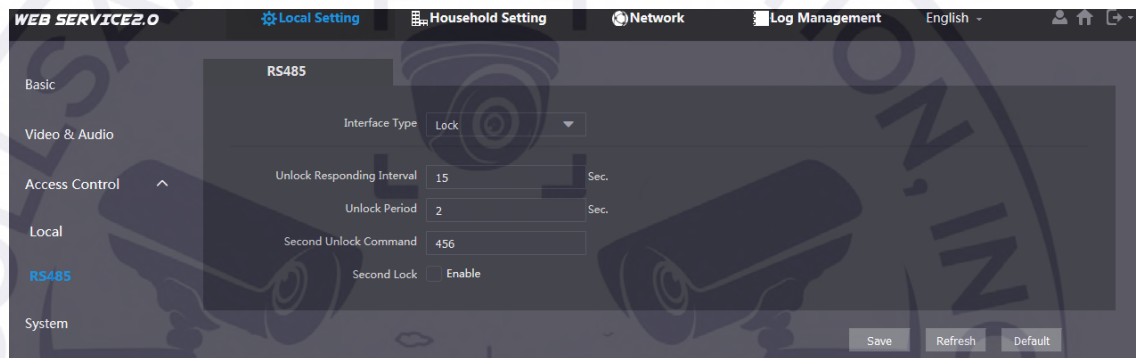 WEB SERVICE2.0 Local Setting Household Setting Network Log Management English
RS485
Basic
Interface Type Lock
Video & Audio
Unlock Responding Interval 15 Sec.
Access Control
Unlock Period 2 Sec.
Local
Second Unlock Command 456
RS485
Second Lock Enable
System
Save Refresh Default